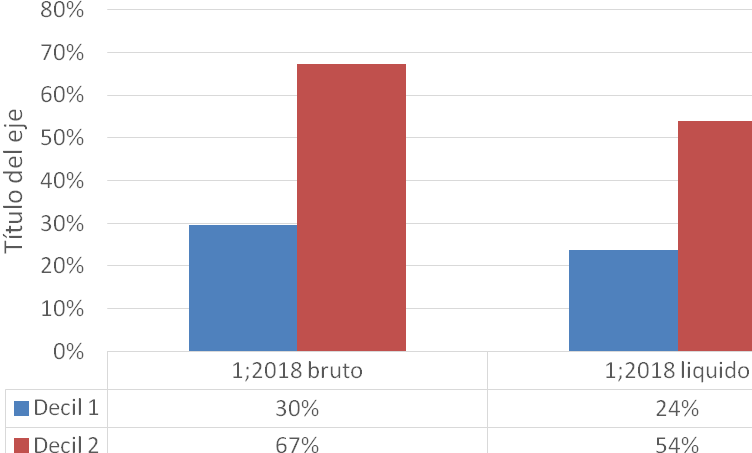 80%
70%
60%
50%
40%
30%
20%
10%
0%
Título del eje
1;2018 bruto 1;2018 liquido
Decil 1 30% 24%
Decil 2 67% 54%